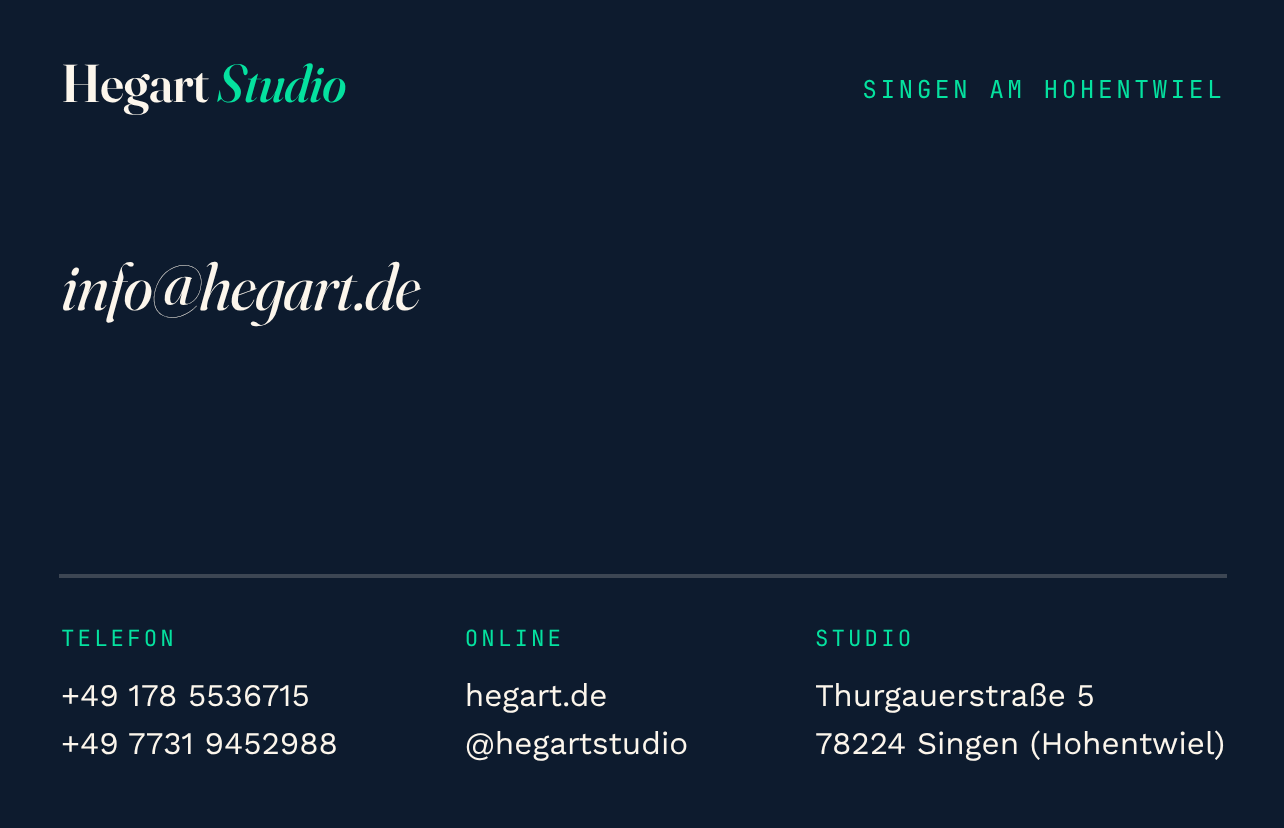 Hegart Studio
SINGEN AM HOHENTWIEL
info@hegart.de
TELEFON
+49 178 5536715
+49 7731 9452988
ONLINE
hegart.de
@hegartstudio
STUDIO
Thurgauerstraße 5
78224 Singen (Hohentwiel)